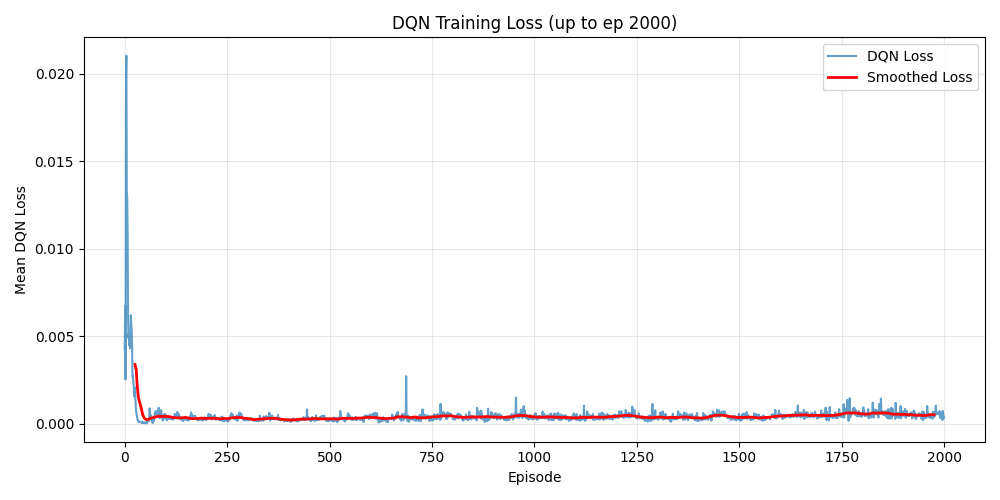 DQN Training Loss (up to ep 2000)
DQN Loss
Smoothed Loss
Mean DQN Loss
0.020
0.015
0.010
0.005
0.000
0 250 500 750 1000 1250 1500 1750 2000
Episode